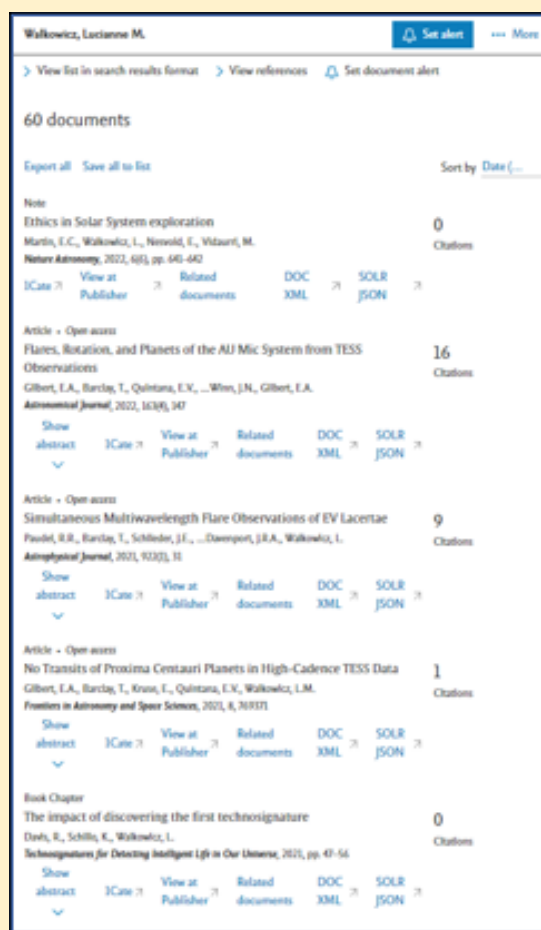 Walkowicz, Lucianne M.
Set alert
More
View list in search results format View references Set document alert
60 documents
Export all Save all to list
Sort by Date (...
Note
Ethics in Solar System exploration
0
Martin, E.C., Walkowicz, L., Nesvold, E., Vidaurri, M.
Citations
Nature Astronomy, 2022, 6(6), pp. 641–642
View at Related DOC SOLR
ICate Publisher documents XML JSON
Article • Open access
Flares, Rotation, and Planets of the AU Mic System from TESS
16
Observations
Citations
Gilbert, E.A., Barclay, T., Quintana, E.V., ...Winn, J.N., Gilbert, E.A.
Astronomical Journal, 2022, 163(4), 147
Show
abstract ICate View at Publisher Related documents DOC XML SOLR JSON
Article • Open access
Simultaneous Multiwavelength Flare Observations of EV Lacertae
9
Paudel, R.R., Barclay, T., Schlieder, J.E., ...Davenport, J.R.A., Walkowicz, L.
Citations
Astrophysical Journal, 2021, 922(1), 31
Show
abstract ICate View at Publisher Related documents DOC XML SOLR JSON
Article • Open access
No Transits of Proxima Centauri Planets in High-Cadence TESS Data
1
Gilbert, E.A., Barclay, T., Kruse, E., Quintana, E.V., Walkowicz, L.M.
Citations
Frontiers in Astronomy and Space Sciences, 2021, 8, 769371
Show
abstract ICate View at Publisher Related documents DOC XML SOLR JSON
Book Chapter
The impact of discovering the first technosignature
0
Davis, R., Schillo, K., Walkowicz, L.
Citations
Technosignatures for Detecting Intelligent Life in Our Universe, 2021, pp. 47–56
Show
abstract ICate View at Publisher Related documents DOC XML SOLR JSON